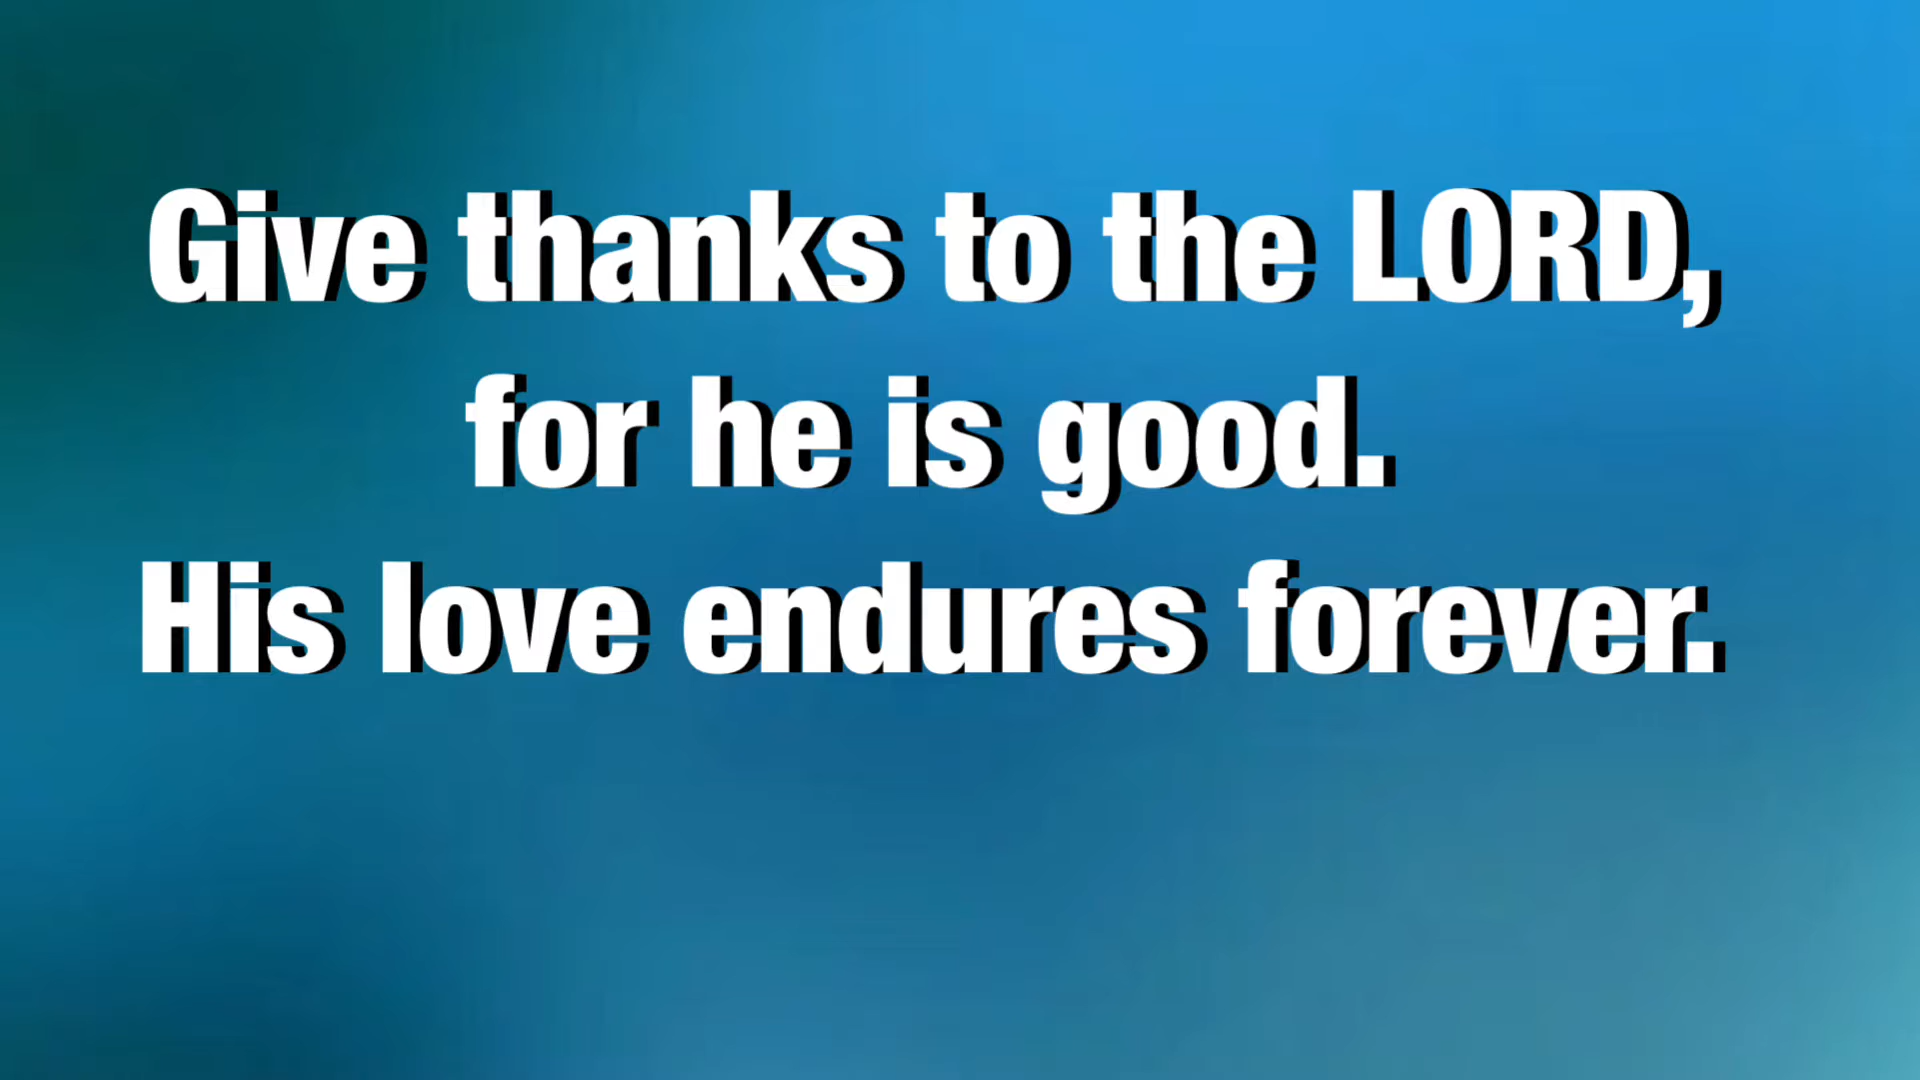 Give thanks to the LORD,
for he is good.
His love endures forever.